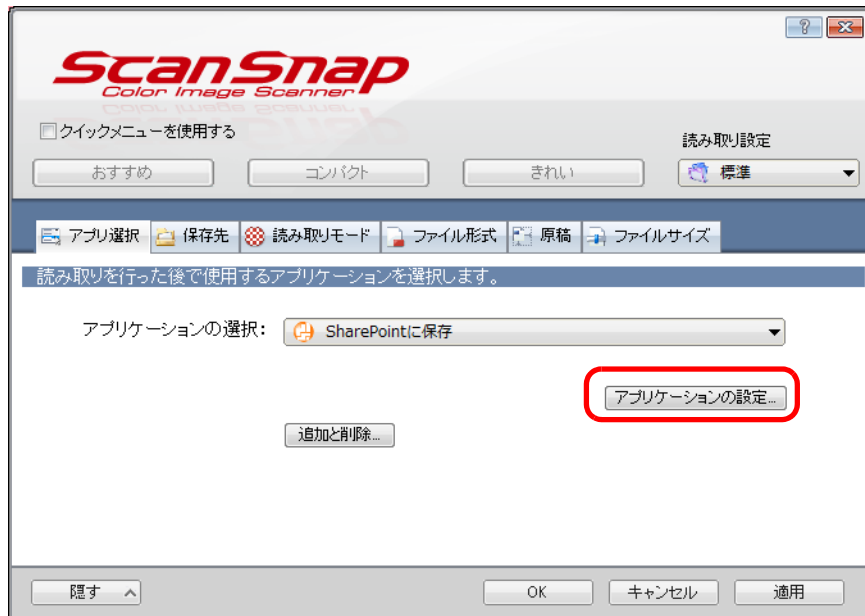 ScanSnap
Color Image Scanner
クイックメニューを使用する
読み取り設定
おすすめ
コンパクト
きれい
標準
アプリ選択
保存先
読み取りモード
ファイル形式
原稿
ファイルサイズ
読み取りを行った後で使用するアプリケーションを選択します。
アプリケーションの選択:
SharePointに保存
アプリケーションの設定...
追加と削除...
隠す
OK
キャンセル
適用